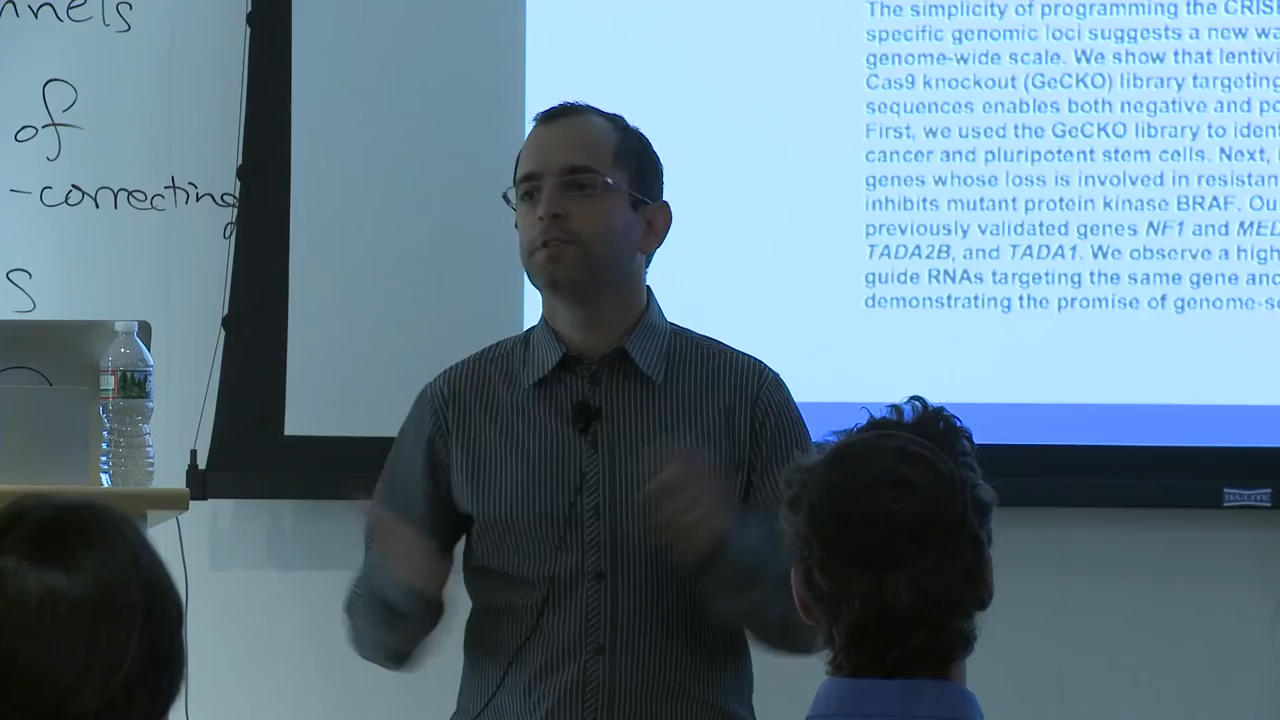 nnels
of
-correcting
s
The simplicity of programming the CRISP
specific genomic loci suggests a new wa
genome-wide scale. We show that lentivi
Cas9 knockout (GeCKO) library targeting
sequences enables both negative and po
First, we used the GeCKO library to iden
cancer and pluripotent stem cells. Next,
genes whose loss is involved in resistan
inhibits mutant protein kinase BRAF. Ou
previously validated genes NF1 and MED
TADA2B, and TADA1. We observe a high
guide RNAs targeting the same gene and
demonstrating the promise of genome-s
DA-LITE